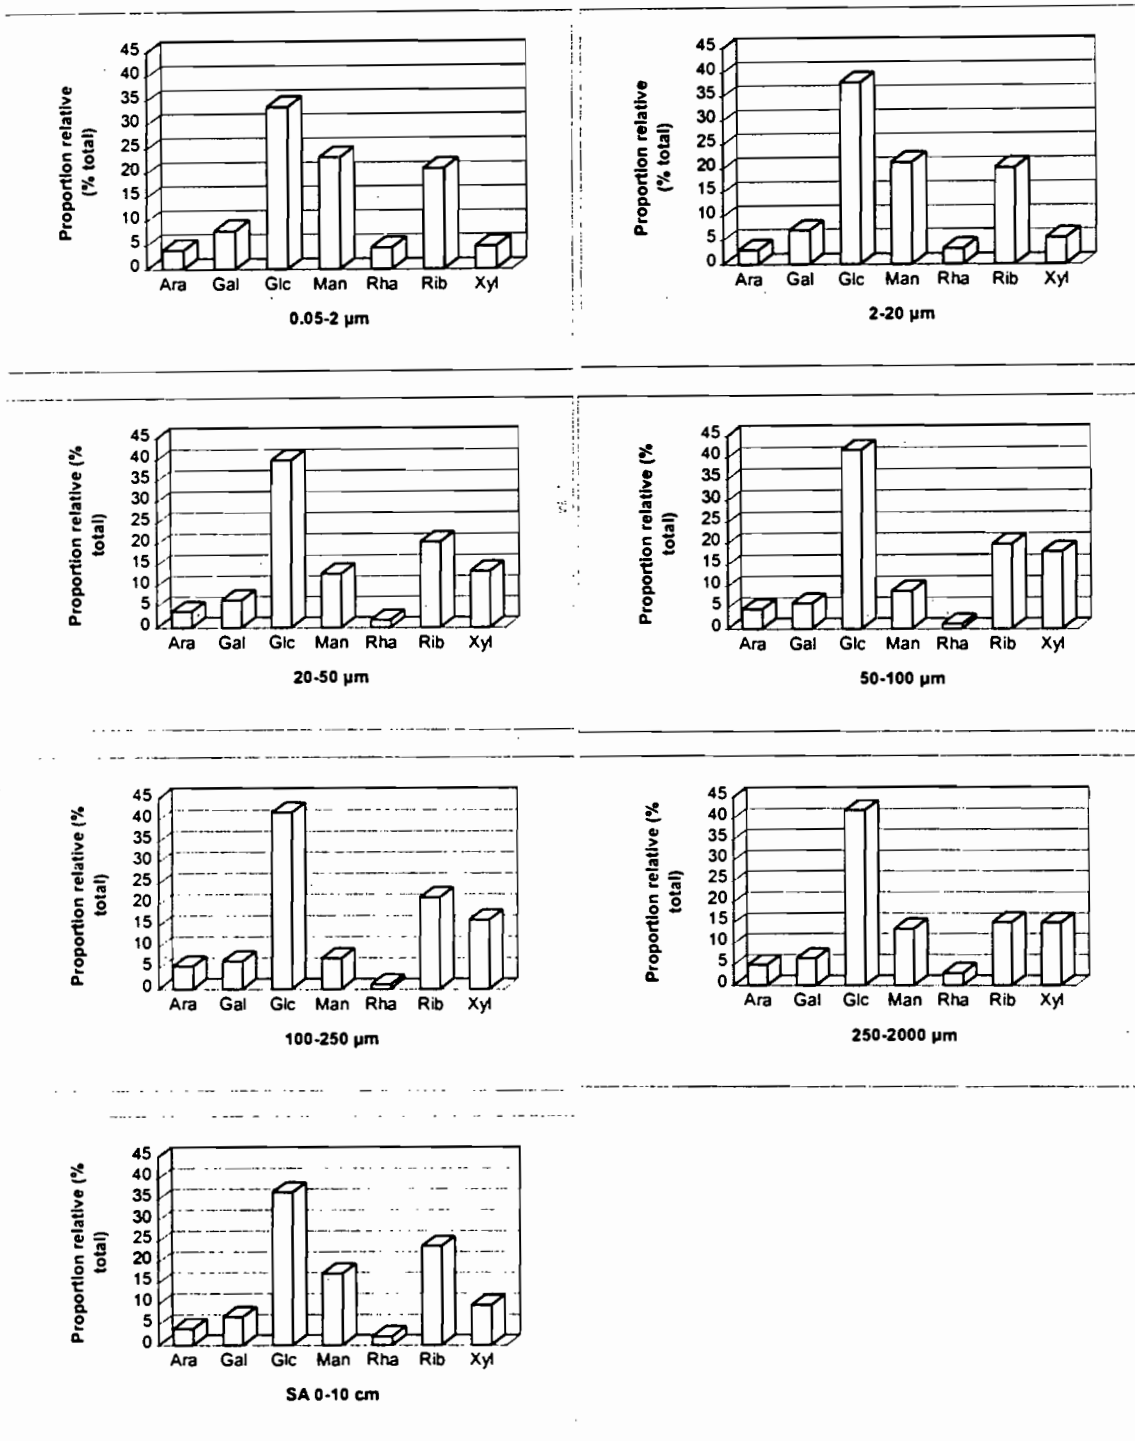 Proportion relative
(% total)
45
40
35
30
25
20
15
10
5
0
Ara Gal Glc Man Rha Rib Xyl
0.05-2 µm
Proportion relative
(% total)
45
40
35
30
25
20
15
10
5
0
Ara Gal Glc Man Rha Rib Xyl
2-20 µm
Proportion relative (%
total)
45
40
35
30
25
20
15
10
5
0
Ara Gal Glc Man Rha Rib Xyl
20-50 µm
Proportion relative (%
total)
45
40
35
30
25
20
15
10
5
0
Ara Gal Glc Man Rha Rib Xyl
50-100 µm
Proportion relative (%
total)
45
40
35
30
25
20
15
10
5
0
Ara Gal Glc Man Rha Rib Xyl
100-250 µm
Proportion relative (%
total)
45
40
35
30
25
20
15
10
5
0
Ara Gal Glc Man Rha Rib Xyl
250-2000 µm
Proportion relative (%
total)
45
40
35
30
25
20
15
10
5
0
Ara Gal Glc Man Rha Rib Xyl
SA 0-10 cm